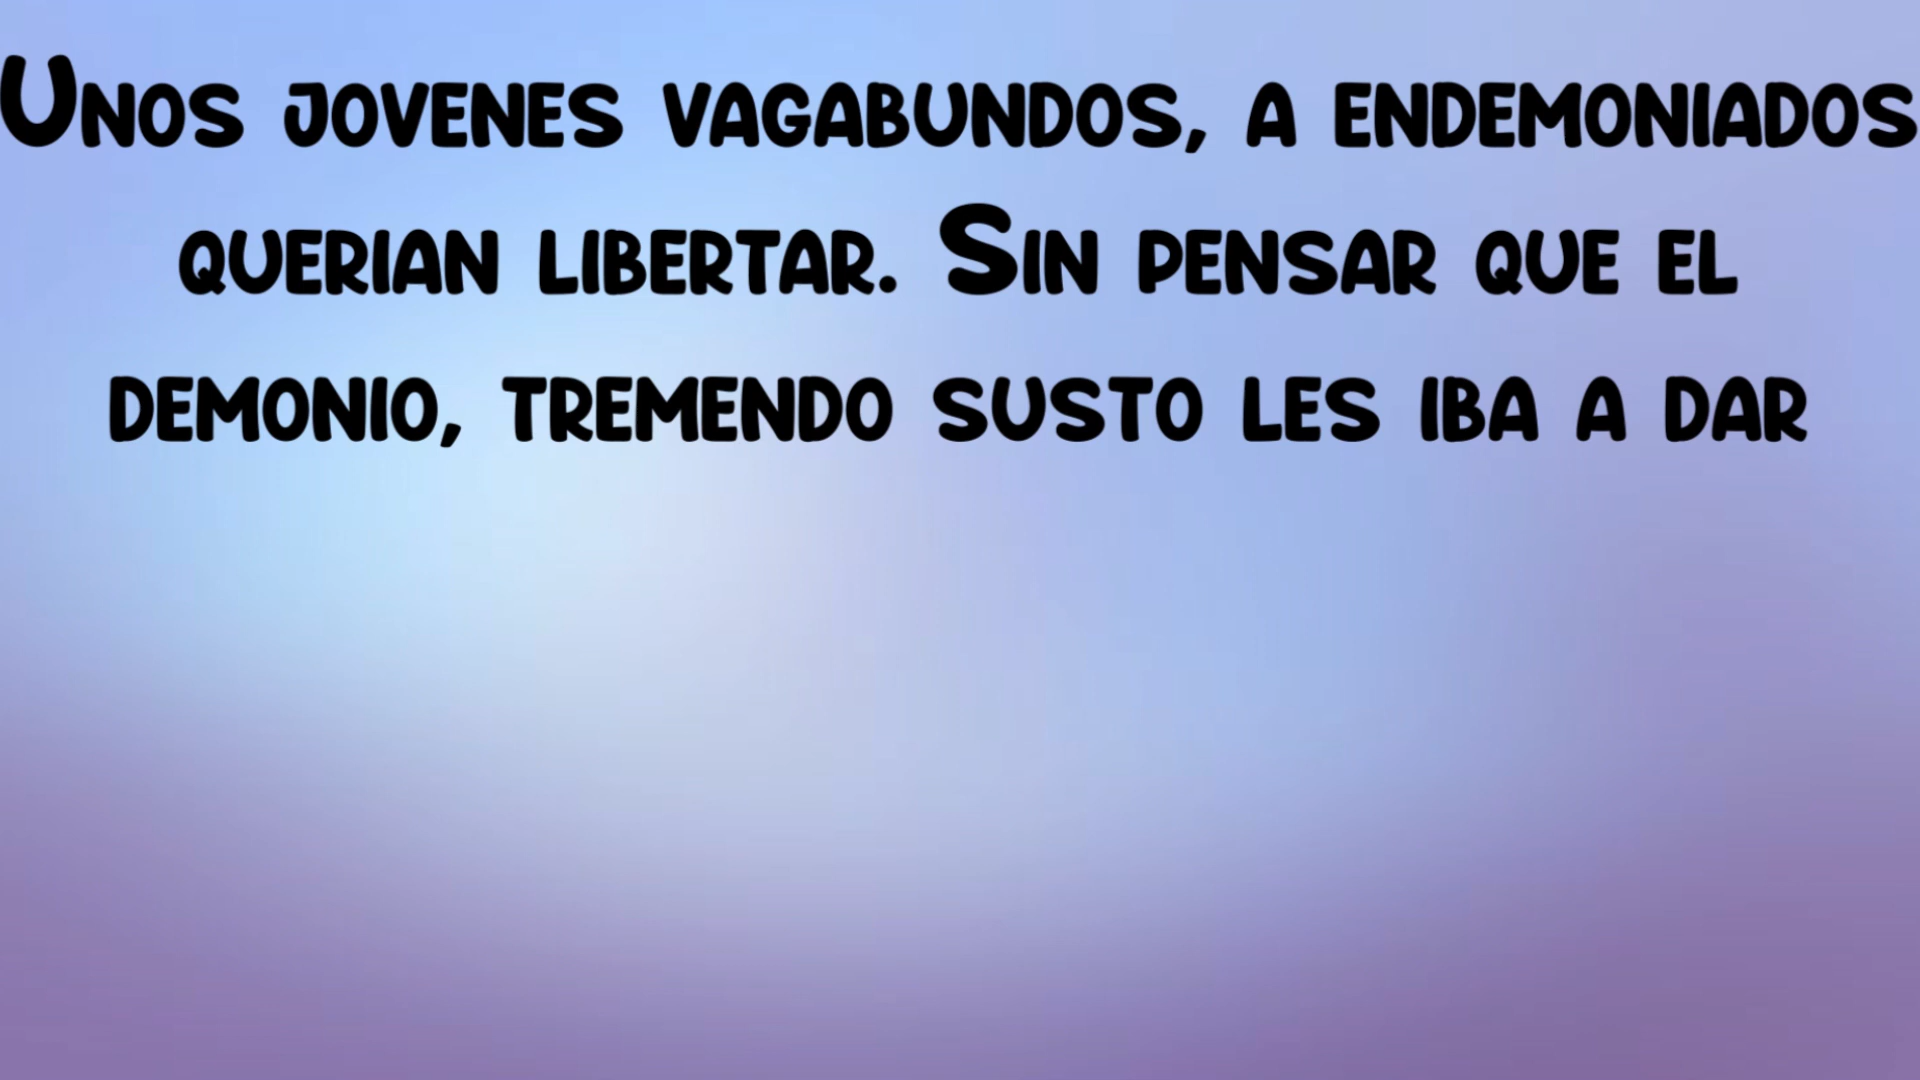 Unos jovenes vagabundos, a endemoniados
querian libertar. Sin pensar que el
demonio, tremendo susto les iba a dar